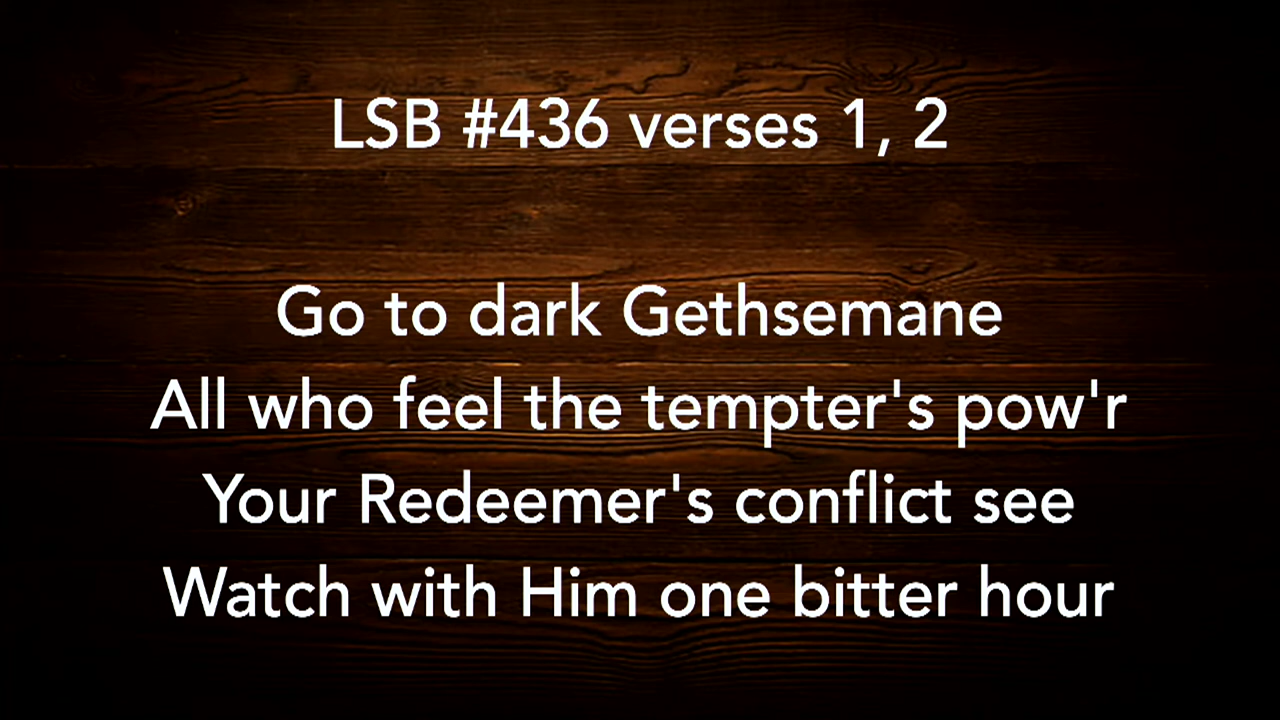 LSB #436 verses 1, 2
Go to dark Gethsemane
All who feel the tempter's pow'r
Your Redeemer's conflict see
Watch with Him one bitter hour